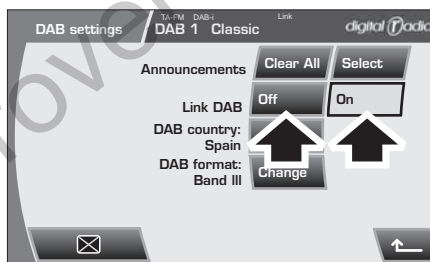 TA-FM DAB-i Link
DAB settings DAB 1 Classic digital radio
Announcements Clear All Select
Link DAB Off On
DAB country:
Spain
DAB format:
Band III Change